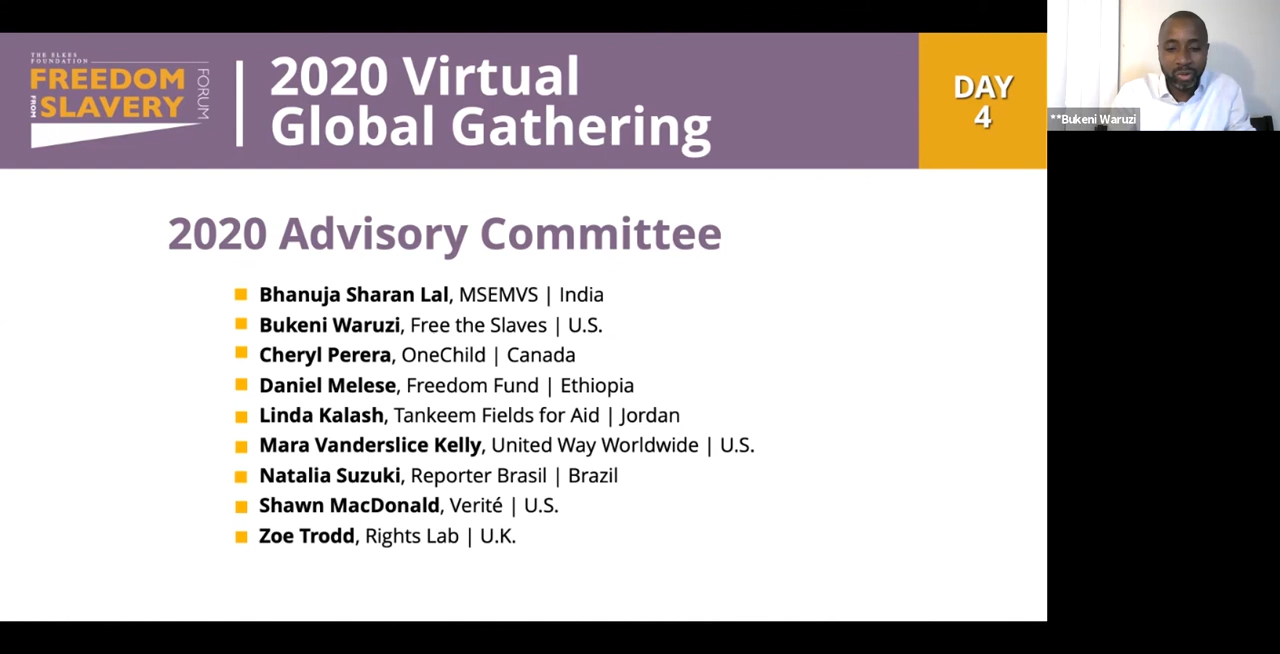 THE ELKES
FOUNDATION
FREEDOM
FROM
SLAVERY
FORUM
2020 Virtual
Global Gathering
DAY
4
**Bukeni Waruzi
2020 Advisory Committee
Bhanuja Sharan Lal, MSEMVS | India
Bukeni Waruzi, Free the Slaves | U.S.
Cheryl Perera, OneChild | Canada
Daniel Melese, Freedom Fund | Ethiopia
Linda Kalash, Tankeem Fields for Aid | Jordan
Mara Vanderslice Kelly, United Way Worldwide | U.S.
Natalia Suzuki, Reporter Brasil | Brazil
Shawn MacDonald, Verité | U.S.
Zoe Trodd, Rights Lab | U.K.